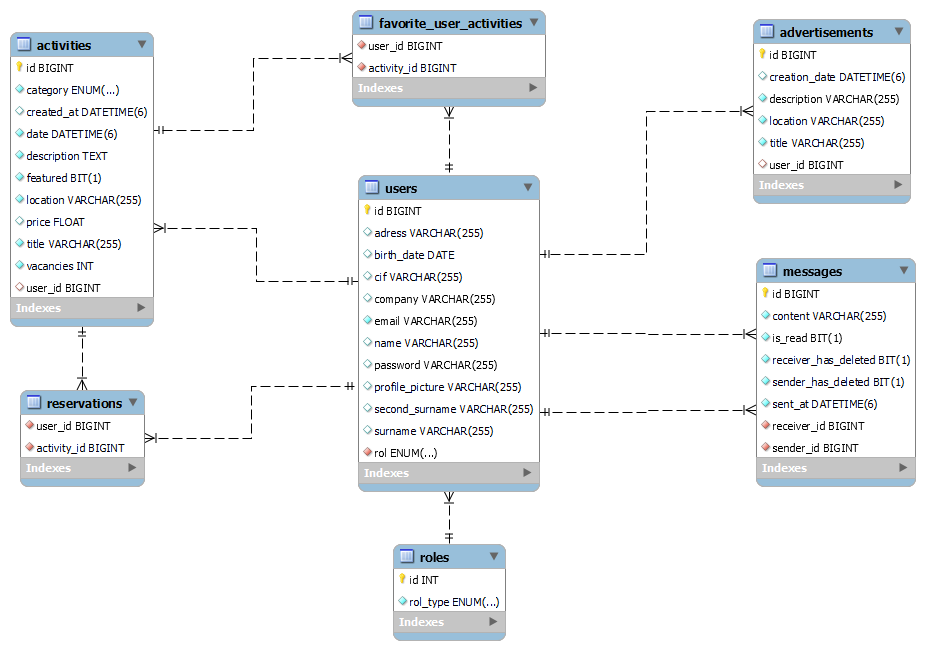 activities
id BIGINT
category ENUM(...)
created_at DATETIME(6)
date DATETIME(6)
description TEXT
featured BIT(1)
location VARCHAR(255)
price FLOAT
title VARCHAR(255)
vacancies INT
user_id BIGINT
Indexes
favorite_user_activities
user_id BIGINT
activity_id BIGINT
Indexes
advertisements
id BIGINT
creation_date DATETIME(6)
description VARCHAR(255)
location VARCHAR(255)
title VARCHAR(255)
user_id BIGINT
Indexes
users
id BIGINT
adress VARCHAR(255)
birth_date DATE
cif VARCHAR(255)
company VARCHAR(255)
email VARCHAR(255)
name VARCHAR(255)
password VARCHAR(255)
profile_picture VARCHAR(255)
second_surname VARCHAR(255)
surname VARCHAR(255)
rol ENUM(...)
Indexes
messages
id BIGINT
content VARCHAR(255)
is_read BIT(1)
receiver_has_deleted BIT(1)
sender_has_deleted BIT(1)
sent_at DATETIME(6)
receiver_id BIGINT
sender_id BIGINT
Indexes
reservations
user_id BIGINT
activity_id BIGINT
Indexes
roles
id INT
rol_type ENUM(...)
Indexes